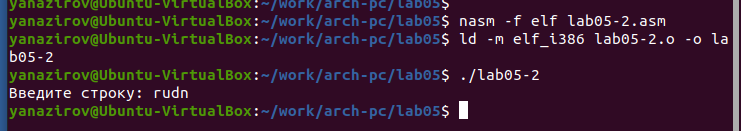 yanazirov@Ubuntu-VirtualBox:~/work/arch-pc/lab05$
yanazirov@Ubuntu-VirtualBox:~/work/arch-pc/lab05$ nasm -f elf lab05-2.asm
yanazirov@Ubuntu-VirtualBox:~/work/arch-pc/lab05$ ld -m elf_i386 lab05-2.o -o la
b05-2
yanazirov@Ubuntu-VirtualBox:~/work/arch-pc/lab05$ ./lab05-2
Введите строку: rudn
yanazirov@Ubuntu-VirtualBox:~/work/arch-pc/lab05$